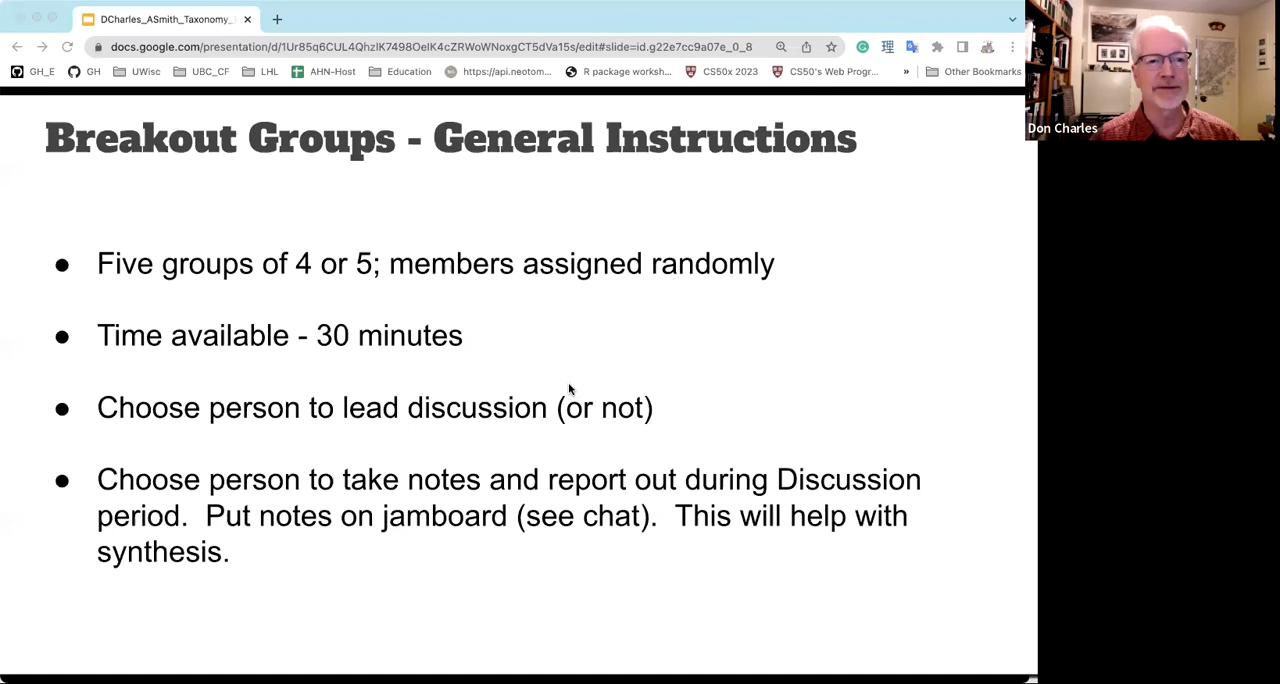 DCharles_ASmith_Taxonomy_
docs.google.com/presentation/d/1Ur85q6CUL4QhzlK7498OelK4cZRWoWNoxgCT5dVa15s/edit#slide=id.g22e7cc9a07e_0_8
GH_E GH UWisc UBC_CF LHL AHN-Host Education https://api.neotom... R package worksh... CS50x 2023 CS50's Web Progr... » Other Bookmarks
Don Charles
Breakout Groups - General Instructions
● Five groups of 4 or 5; members assigned randomly
● Time available - 30 minutes
● Choose person to lead discussion (or not)
● Choose person to take notes and report out during Discussion
period. Put notes on jamboard (see chat). This will help with
synthesis.